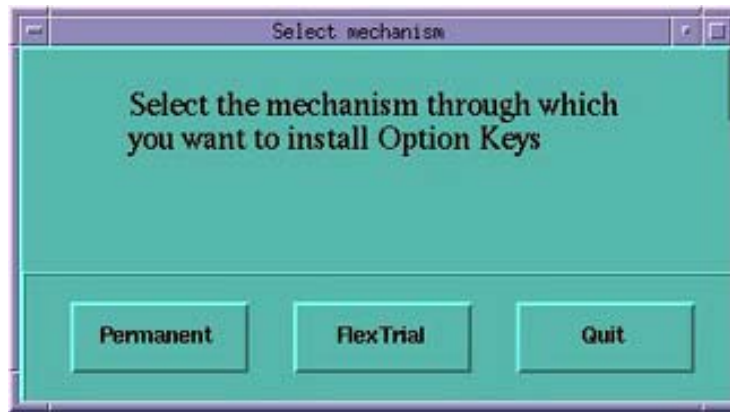 Select mechanism
Select the mechanism through which
you want to install Option Keys
Permanent
FlexTrial
Quit